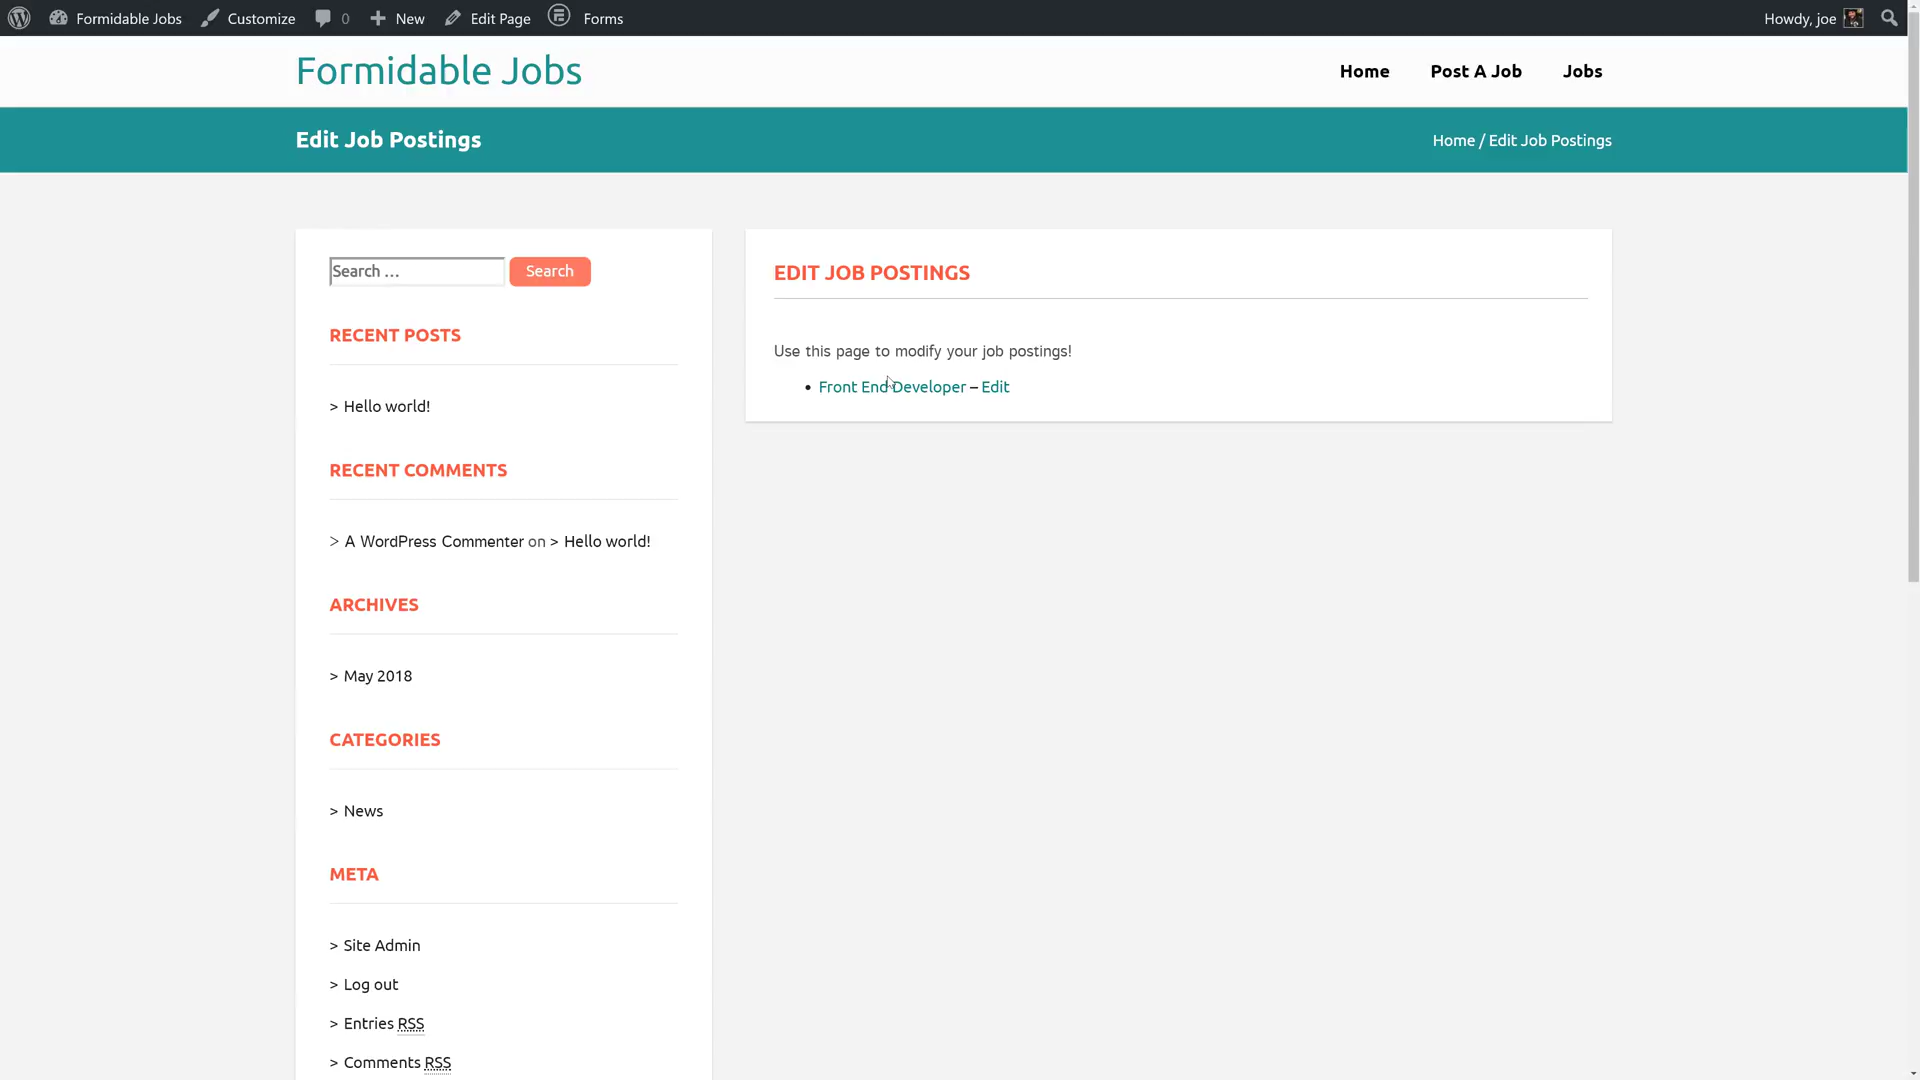 Formidable Jobs Customize 0 New Edit Page Forms Howdy, joe
Formidable Jobs
Home Post A Job Jobs
Edit Job Postings
Home / Edit Job Postings
Search ... Search
RECENT POSTS
> Hello world!
RECENT COMMENTS
> A WordPress Commenter on > Hello world!
ARCHIVES
> May 2018
CATEGORIES
> News
META
> Site Admin
> Log out
> Entries RSS
> Comments RSS
EDIT JOB POSTINGS
Use this page to modify your job postings!
• Front End Developer – Edit